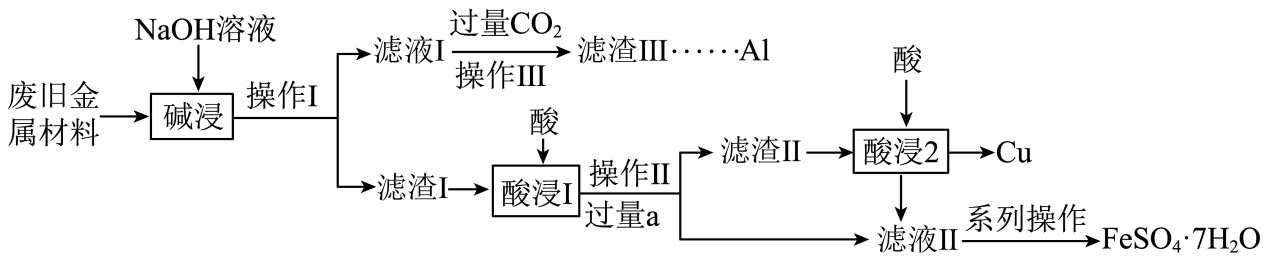 NaOH溶液
废旧金
属材料
碱浸
操作I
滤液I
过量CO₂
操作III
滤渣III······Al
滤渣I
酸
酸浸I
操作II
过量a
滤渣II
酸
酸浸2
Cu
滤液II
系列操作
FeSO₄·7H₂O